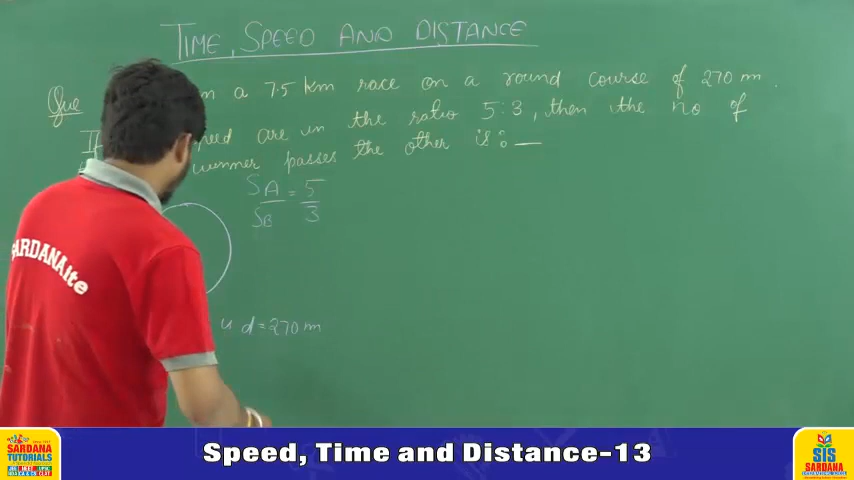 TIME, SPEED AND DISTANCE
Que n a 7.5 km race on a round course of 270 m.
If peed are in the ratio 5:3, then the no of
winner passes the other is: __
SA/SB = 5/3
d = 270 m
SARDANAite
SARDANA
TUTORIALS
Speed, Time and Distance-13
SIS
SARDANA